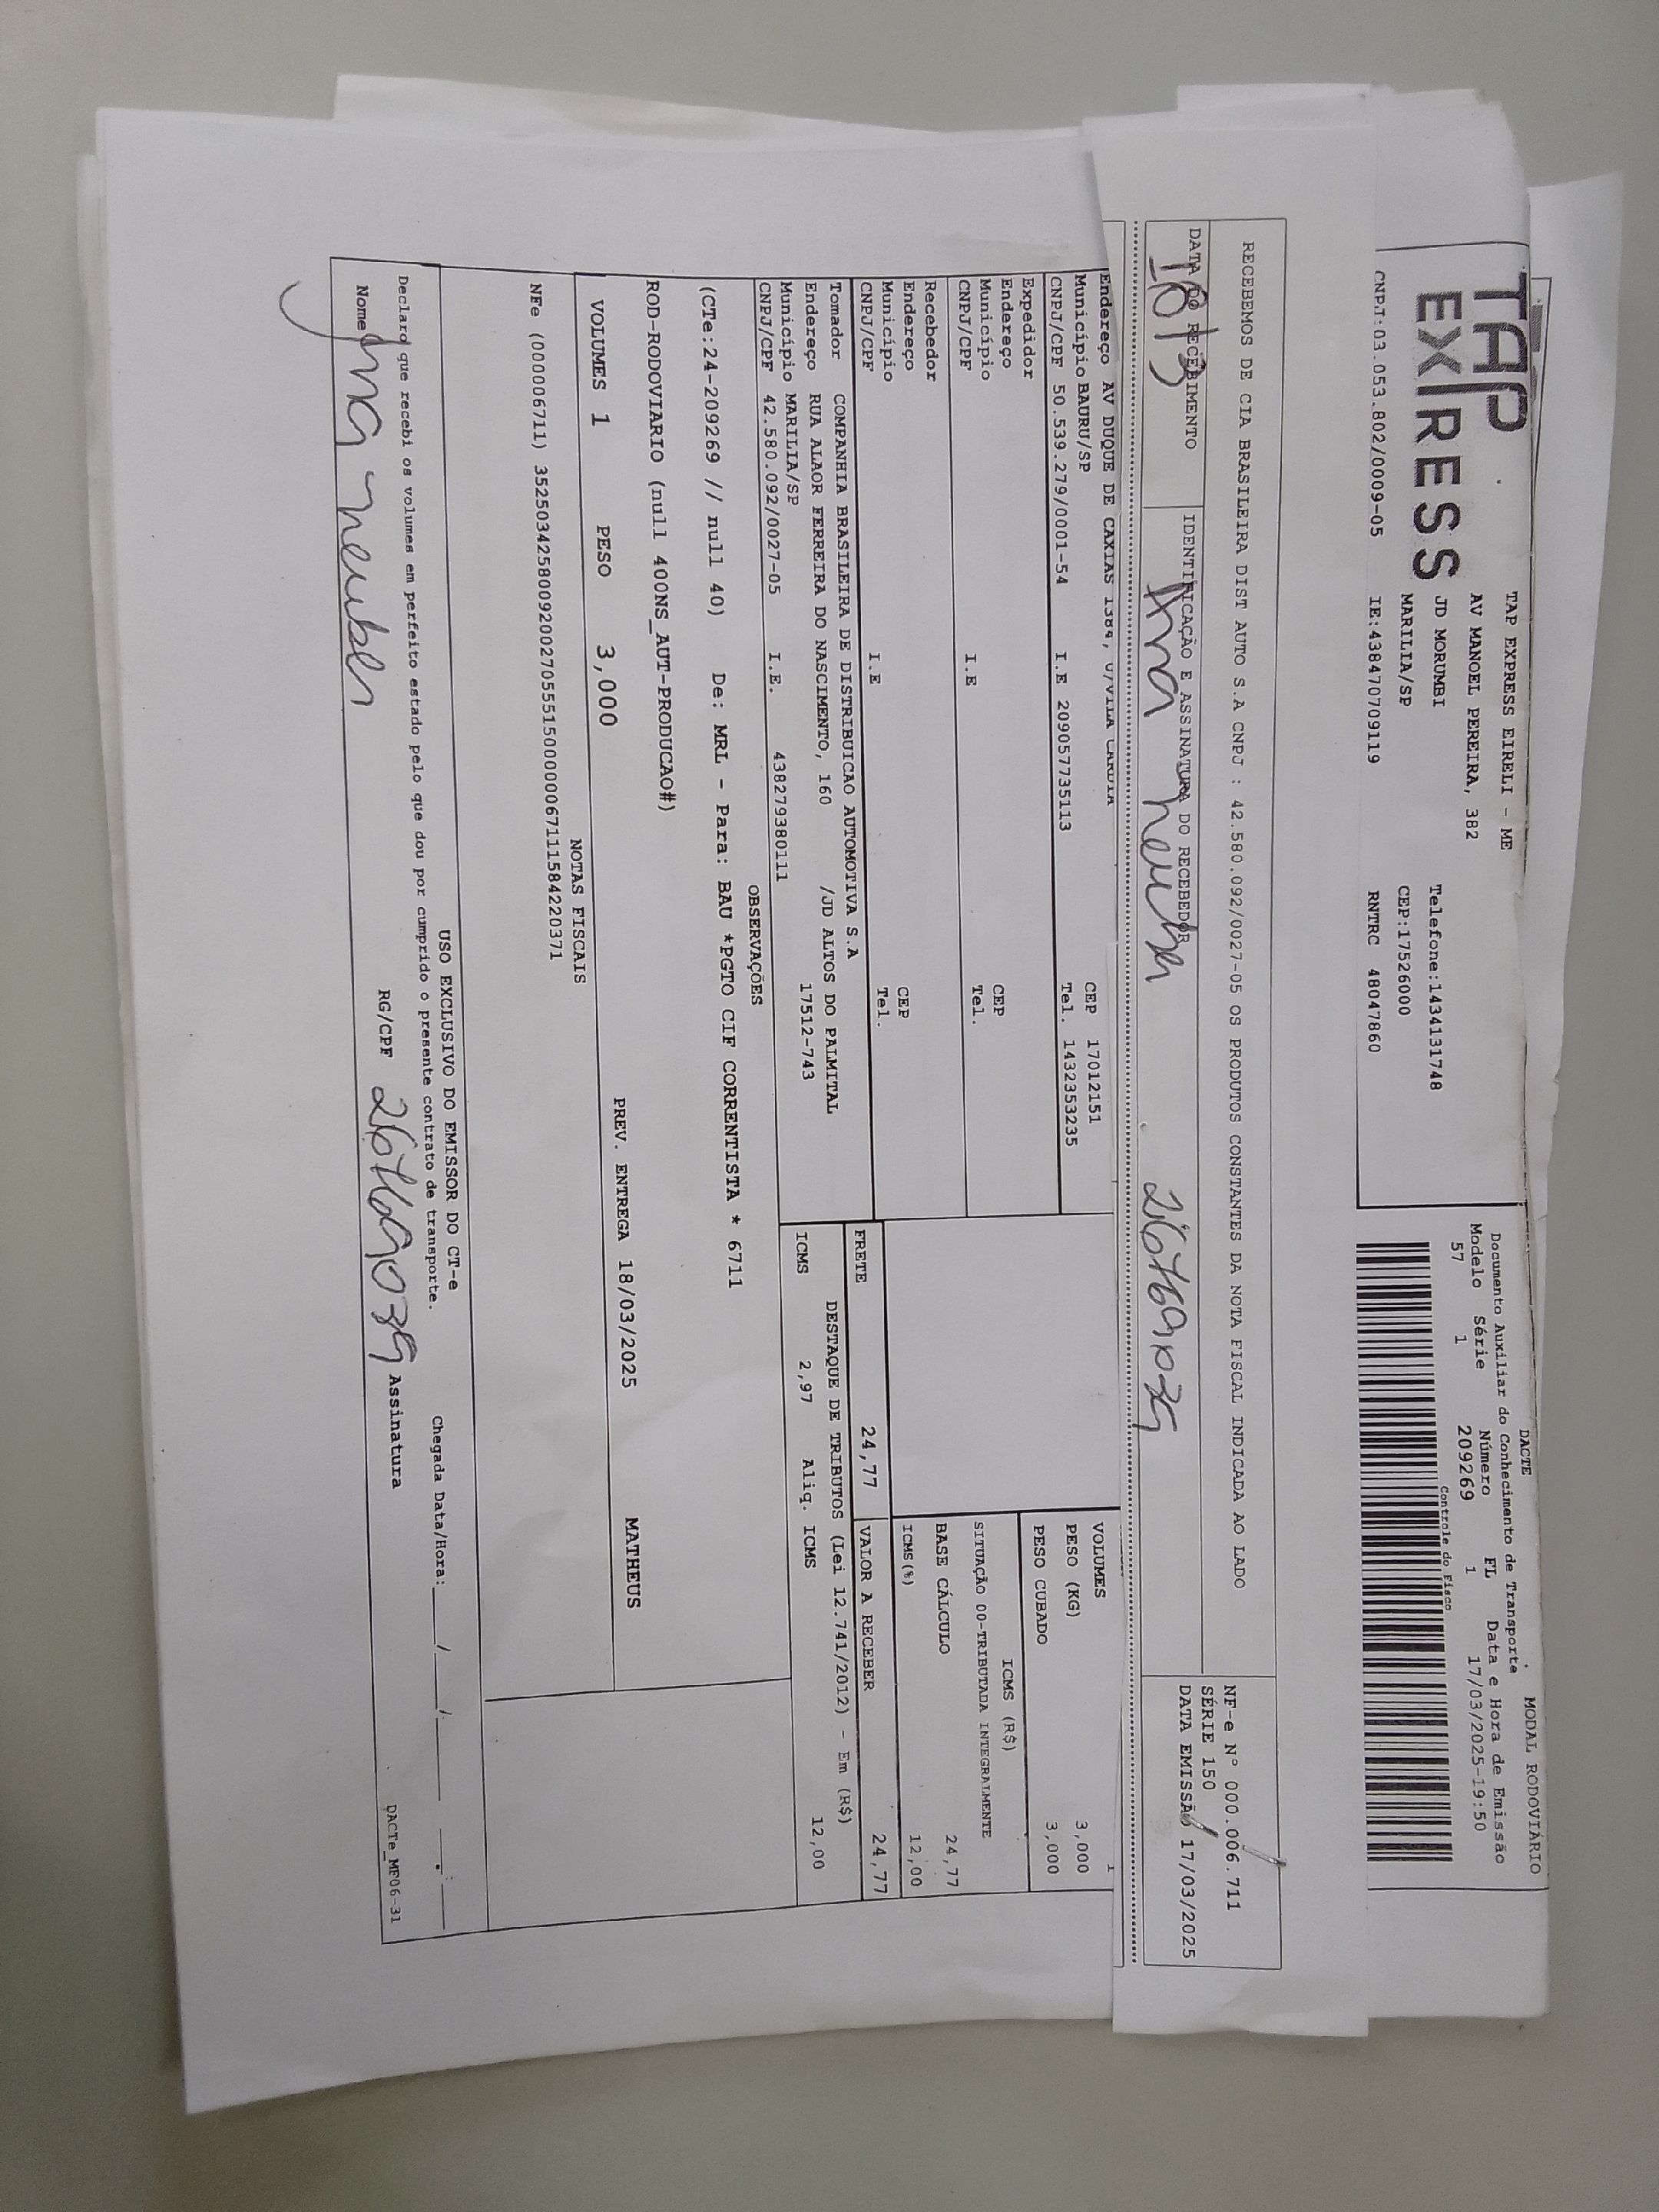 TAP EXPRESS
TAP EXPRESS EIRELI - ME
AV MANOEL PEREIRA, 382
JD MORUMBI
Telefone:1434131748
MARILIA/SP
CEP:17526000
CNPJ:03.053.802/0009-05 IE:438470709119 RNTRC 48047860
DACTE
MODAL RODOVIÁRIO
Documento Auxiliar do Conhecimento de Transporte
Modelo Série Número FL Data e Hora de Emissão
57 1 209269 1 17/03/2025-19:50
Controle do Fisco
RECEBEMOS DE CIA BRASILEIRA DIST AUTO S.A CNPJ : 42.580.092/0027-05 OS PRODUTOS CONSTANTES DA NOTA FISCAL INDICADA AO LADO
NF-e Nº 000.006.711
SÉRIE 150
DATA EMISSÃO 17/03/2025
DATA DO RECEBIMENTO IDENTIFICAÇÃO E ASSINATURA DO RECEBEDOR
18/3 Ana
Endereço AV DUQUE DE CAXIAS 1384, 0/VILA CARDIA
Município BAURU/SP CEP 17012151
CNPJ/CPF 50.539.279/0001-54 I.E 209057735113 Tel. 1432353235
Expedidor
Endereço CEP
Município Tel.
CNPJ/CPF I.E
Recebedor
Endereço CEP
Município Tel.
CNPJ/CPF I.E
Tomador COMPANHIA BRASILEIRA DE DISTRIBUICAO AUTOMOTIVA S.A
Endereço RUA ALAOR FERREIRA DO NASCIMENTO, 160 /JD ALTOS DO PALMITAL
Município MARILIA/SP 17512-743
CNPJ/CPF 42.580.092/0027-05 I.E. 438279380111
VOLUMES 1
PESO (KG) 3,000
PESO CUBADO 3,000
ICMS (R$)
SITUAÇÃO 00-TRIBUTADA INTEGRALMENTE
BASE CÁLCULO 24,77
ICMS(%) 12,00
FRETE 24,77 VALOR A RECEBER 24,77
DESTAQUE DE TRIBUTOS (Lei 12.741/2012) - Em (R$)
ICMS 2,97 Aliq. ICMS 12,00
OBSERVAÇÕES
(CTe:24-209269 // null 40) De: MRL - Para: BAU *PGTO CIF CORRENTISTA * 6711
ROD-RODOVIARIO (null 400NS_AUT-PRODUCAO#)
VOLUMES 1 PESO 3,000 PREV. ENTREGA 18/03/2025 MATHEUS
NOTAS FISCAIS
NFe (000006711) 35250342580092002705551500000067111584220371
USO EXCLUSIVO DO EMISSOR DO CT-e
Declaro que recebi os volumes em perfeito estado pelo que dou por cumprido o presente contrato de transporte. Chegada Data/Hora:____/____/____ ____:____
Nome Ana RG/CPF Assinatura
DACTe_MP06-31